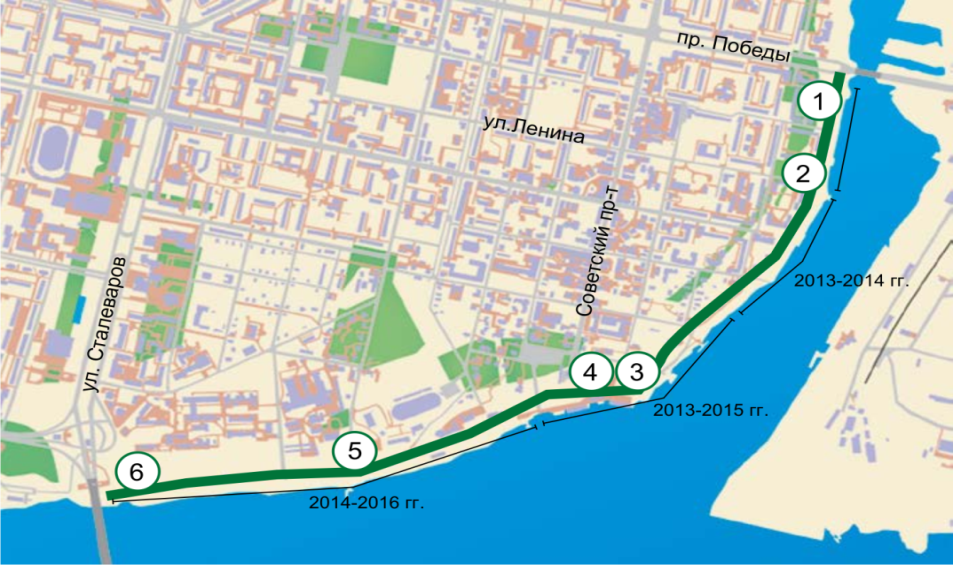 пр. Победы
1
ул.Ленина
2
Советский пр-т
ул. Сталеваров
2013-2014 гг.
4
3
2013-2015 гг.
5
6
2014-2016 гг.